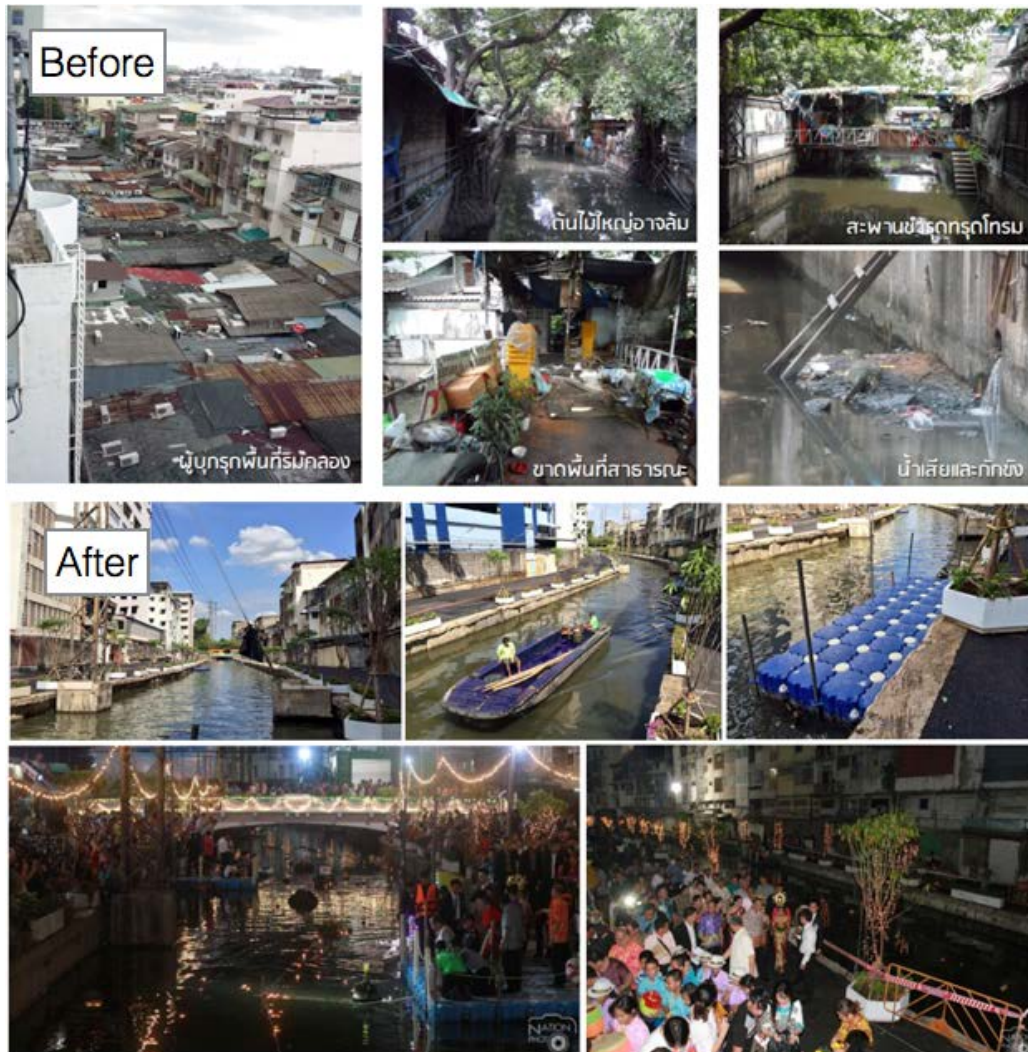 Before
ต้นไม้ใหญ่อาจล้ม
สะพานชำรุดทรุดโทรม
ผู้บุกรุกพื้นที่ริมคลอง
ขาดพื้นที่สาธารณะ
น้ำเสียและกักขัง
After
NATION
PHOTO